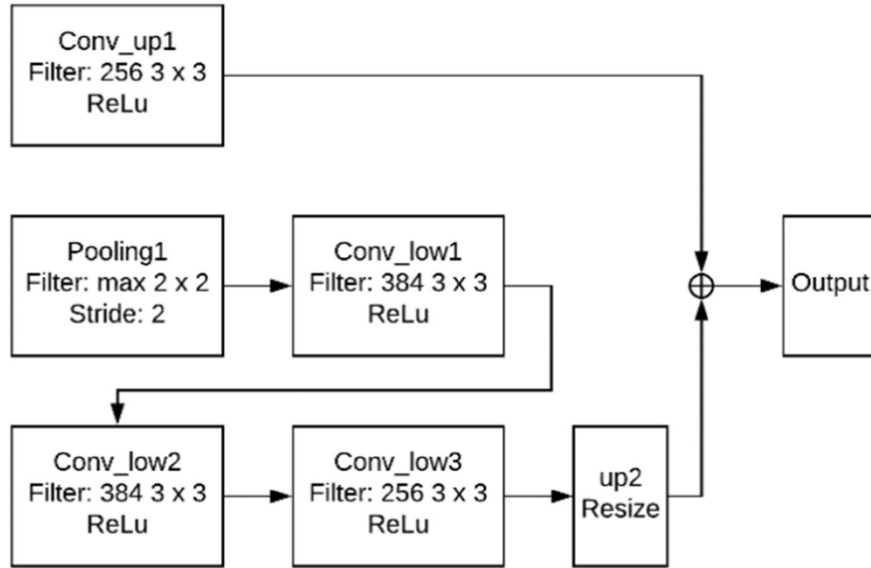 Conv_up1
Filter: 256 3 x 3
ReLu
Pooling1
Filter: max 2 x 2
Stride: 2
Conv_low1
Filter: 384 3 x 3
ReLu
Output
Conv_low2
Filter: 384 3 x 3
ReLu
Conv_low3
Filter: 256 3 x 3
ReLu
up2
Resize